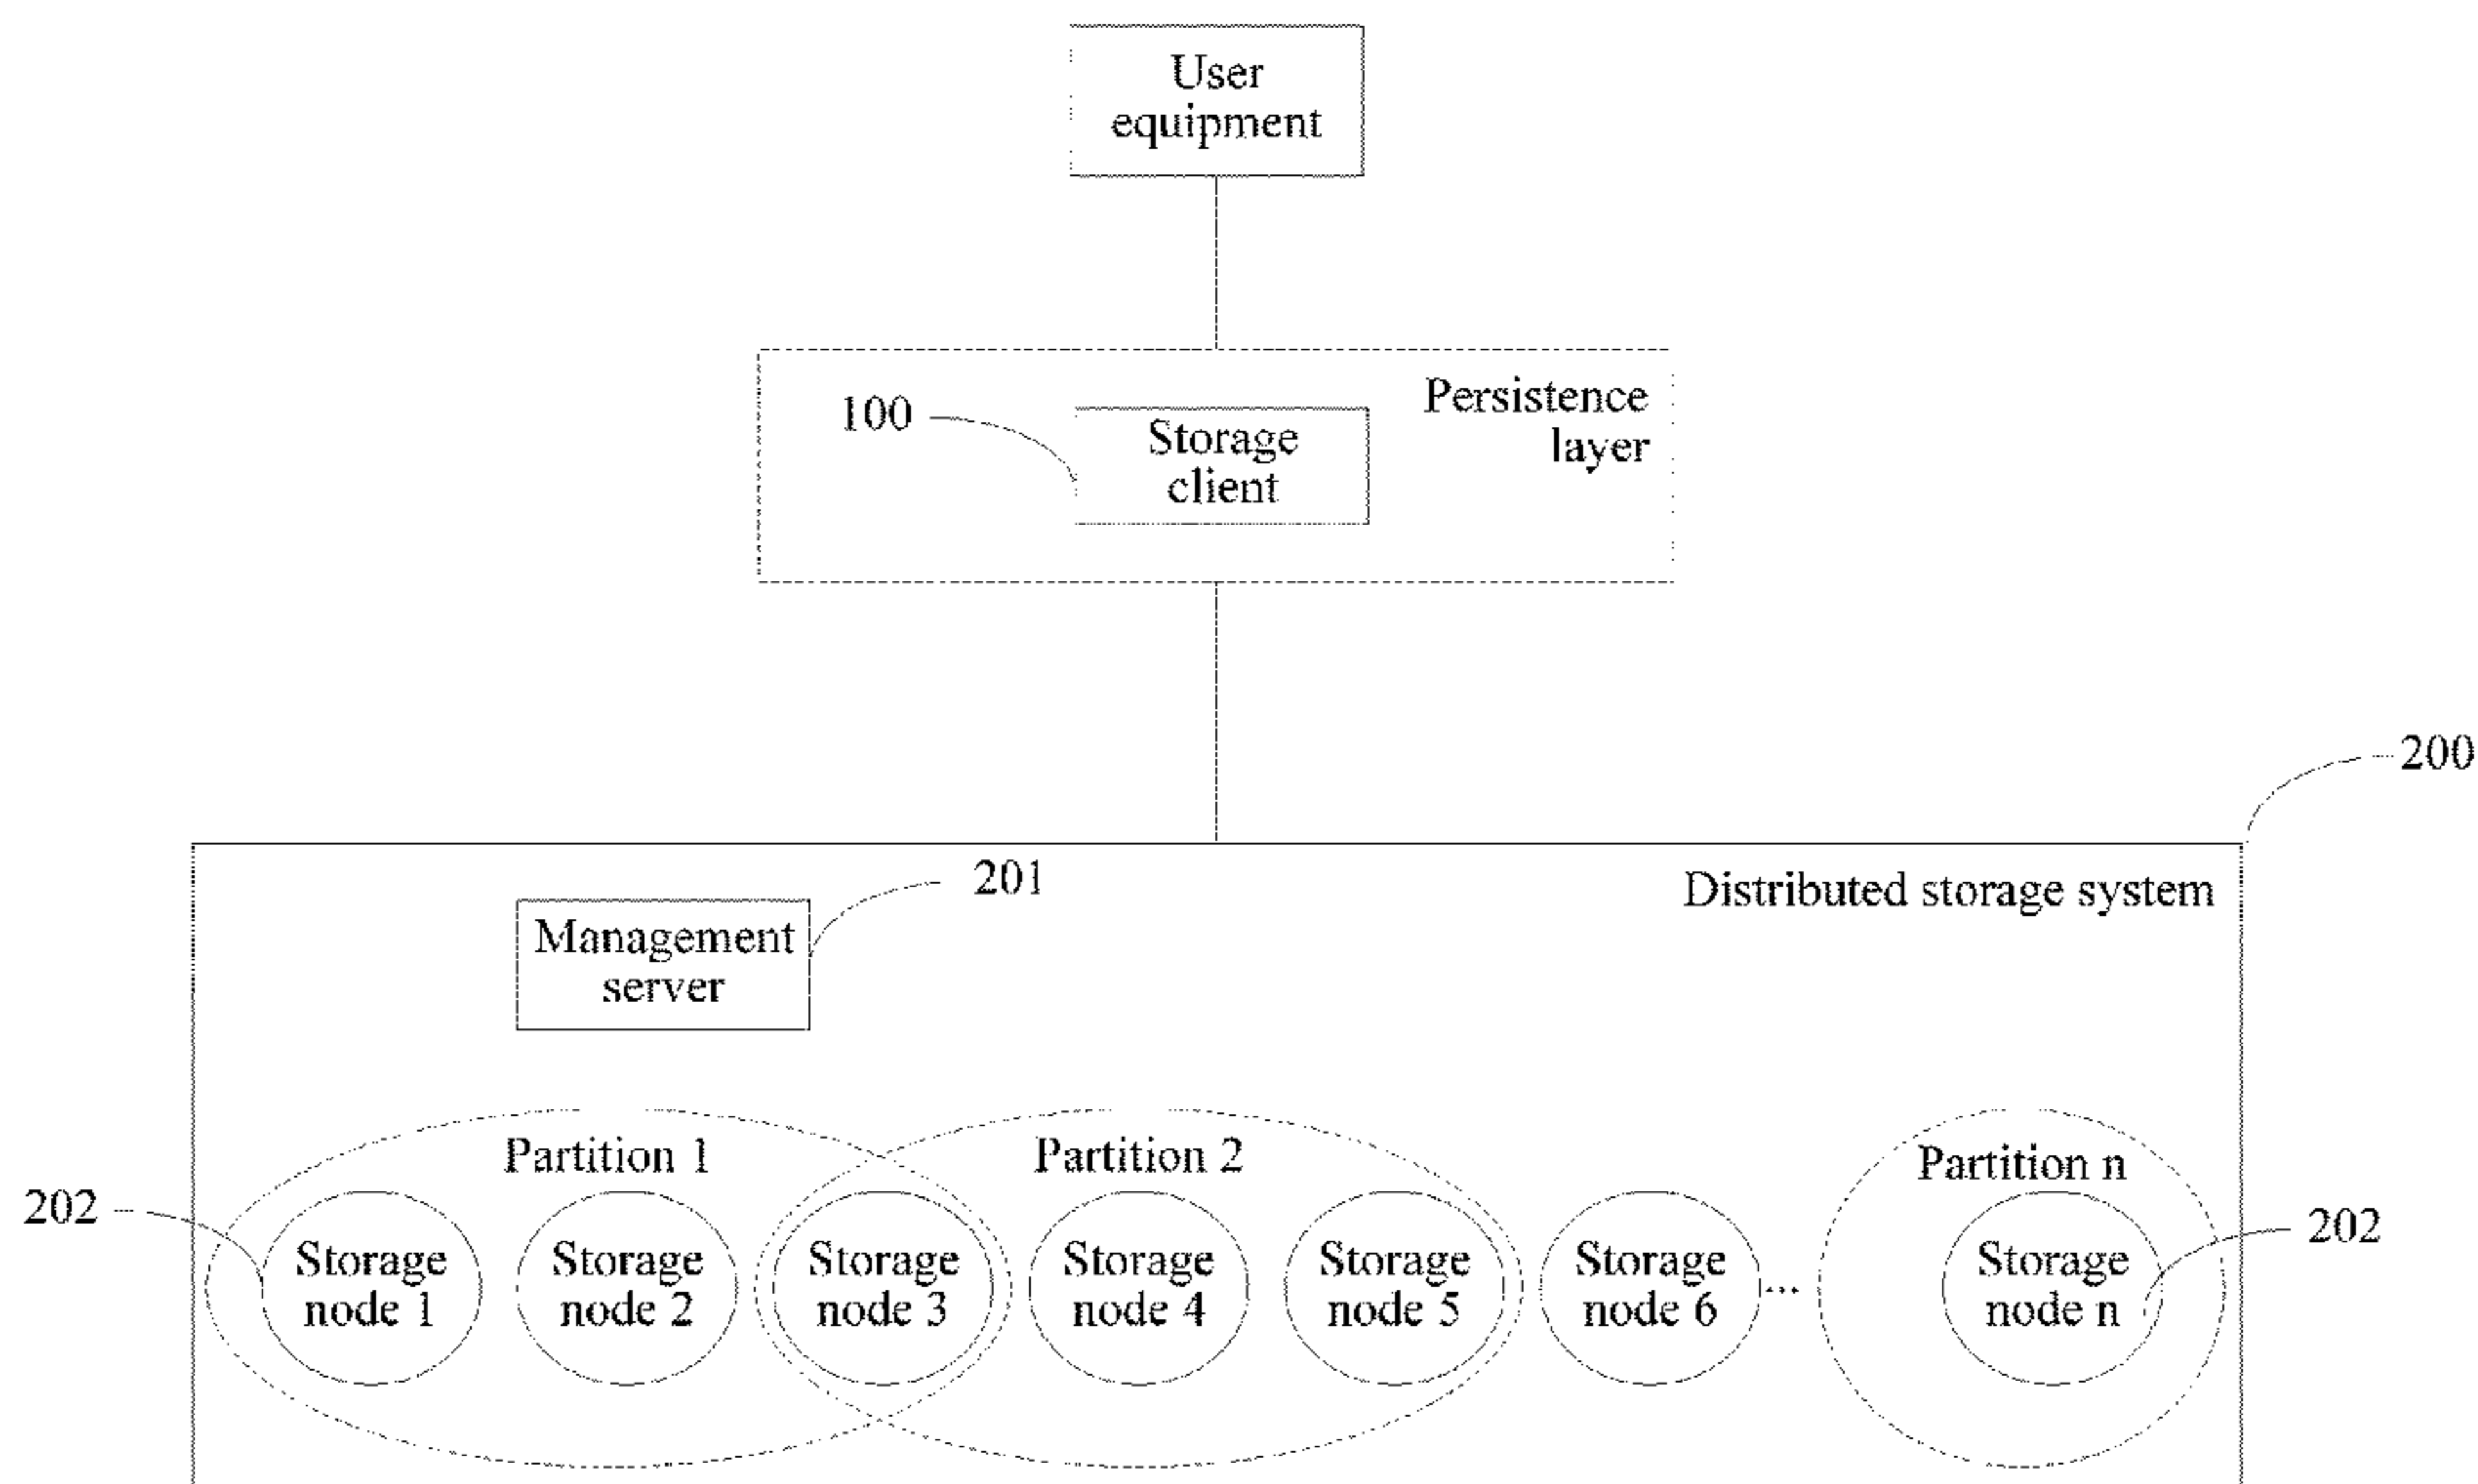 User
equipment
100
Storage
client
Persistence
layer
200
Distributed storage system
201
Management
server
Partition 1
Partition 2
Partition n
202
Storage
node 1
Storage
node 2
Storage
node 3
Storage
node 4
Storage
node 5
Storage
node 6
...
Storage
node n
202